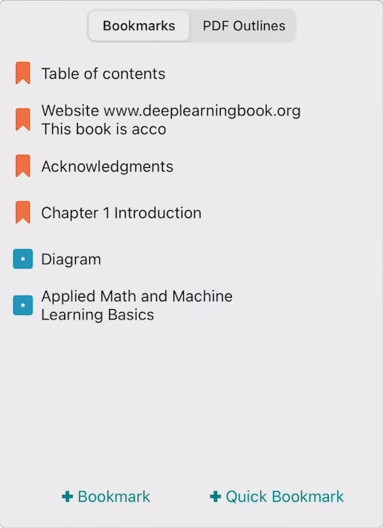 Bookmarks PDF Outlines
Table of contents
Website www.deeplearningbook.org
This book is acco
Acknowledgments
Chapter 1 Introduction
Diagram
Applied Math and Machine
Learning Basics
+ Bookmark + Quick Bookmark